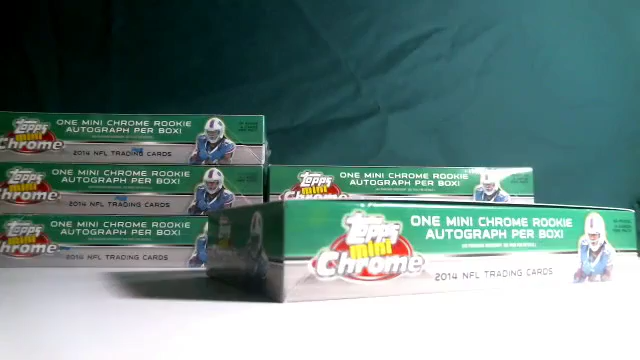 Topps
mini
Chrome
ONE MINI CHROME ROOKIE
AUTOGRAPH PER BOX!
2014 NFL TRADING CARDS
Topps
mini
Chrome
ONE MINI CHROME ROOKIE
AUTOGRAPH PER BOX!
2014 NFL TRADING CARDS
Topps
mini
Chrome
ONE MINI CHROME ROOKIE
AUTOGRAPH PER BOX!
2014 NFL TRADING CARDS
Topps
mini
ONE MINI CHROME ROOKIE
AUTOGRAPH PER BOX!
Topps
mini
Chrome
ONE MINI CHROME ROOKIE
AUTOGRAPH PER BOX!
2014 NFL TRADING CARDS